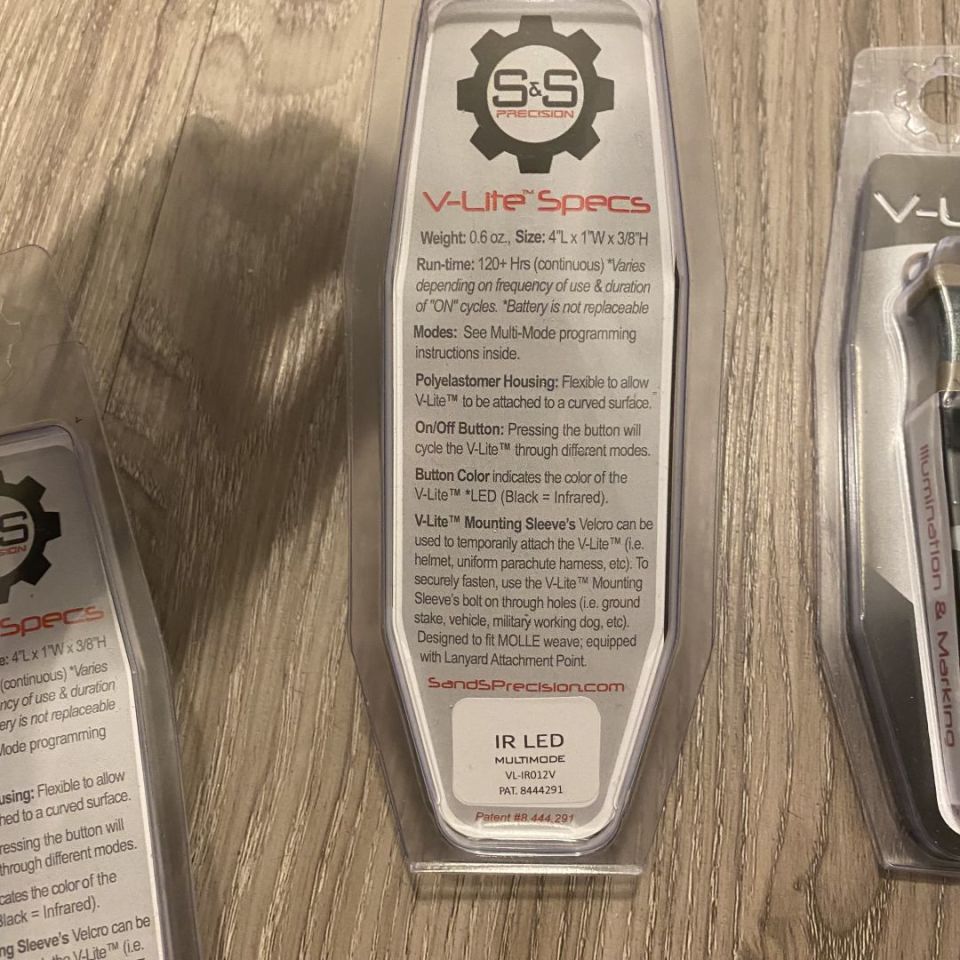 S&S
PRECISION
V-Lite™ Specs
Weight: 0.6 oz., Size: 4"L x 1"W x 3/8"H
Run-time: 120+ Hrs (continuous) *Varies
depending on frequency of use & duration
of "ON" cycles. *Battery is not replaceable
Modes: See Multi-Mode programming
instructions inside.
Polyelastomer Housing: Flexible to allow
V-Lite™ to be attached to a curved surface.
On/Off Button: Pressing the button will
cycle the V-Lite™ through different modes.
Button Color indicates the color of the
V-Lite™ *LED (Black = Infrared).
V-Lite™ Mounting Sleeve's Velcro can be
used to temporarily attach the V-Lite™ (i.e.
helmet, uniform parachute harness, etc). To
securely fasten, use the V-Lite™ Mounting
Sleeve's bolt on through holes (i.e. ground
stake, vehicle, military working dog, etc).
Designed to fit MOLLE weave; equipped
with Lanyard Attachment Point.
SandSPrecision.com
IR LED
MULTIMODE
VL-IR012V
PAT. 8444291
Patent #8,444,291
S
SION
Specs
e: 4"L x 1"W x 3/8"H
(continuous) *Varies
ncy of use & duration
ery is not replaceable
Mode programming
using: Flexible to allow
hed to a curved surface.
ressing the button will
through different modes.
cates the color of the
Black = Infrared).
ng Sleeve's Velcro can be
the V-Lite™ (i.e.
V-L
Illumination & Marking